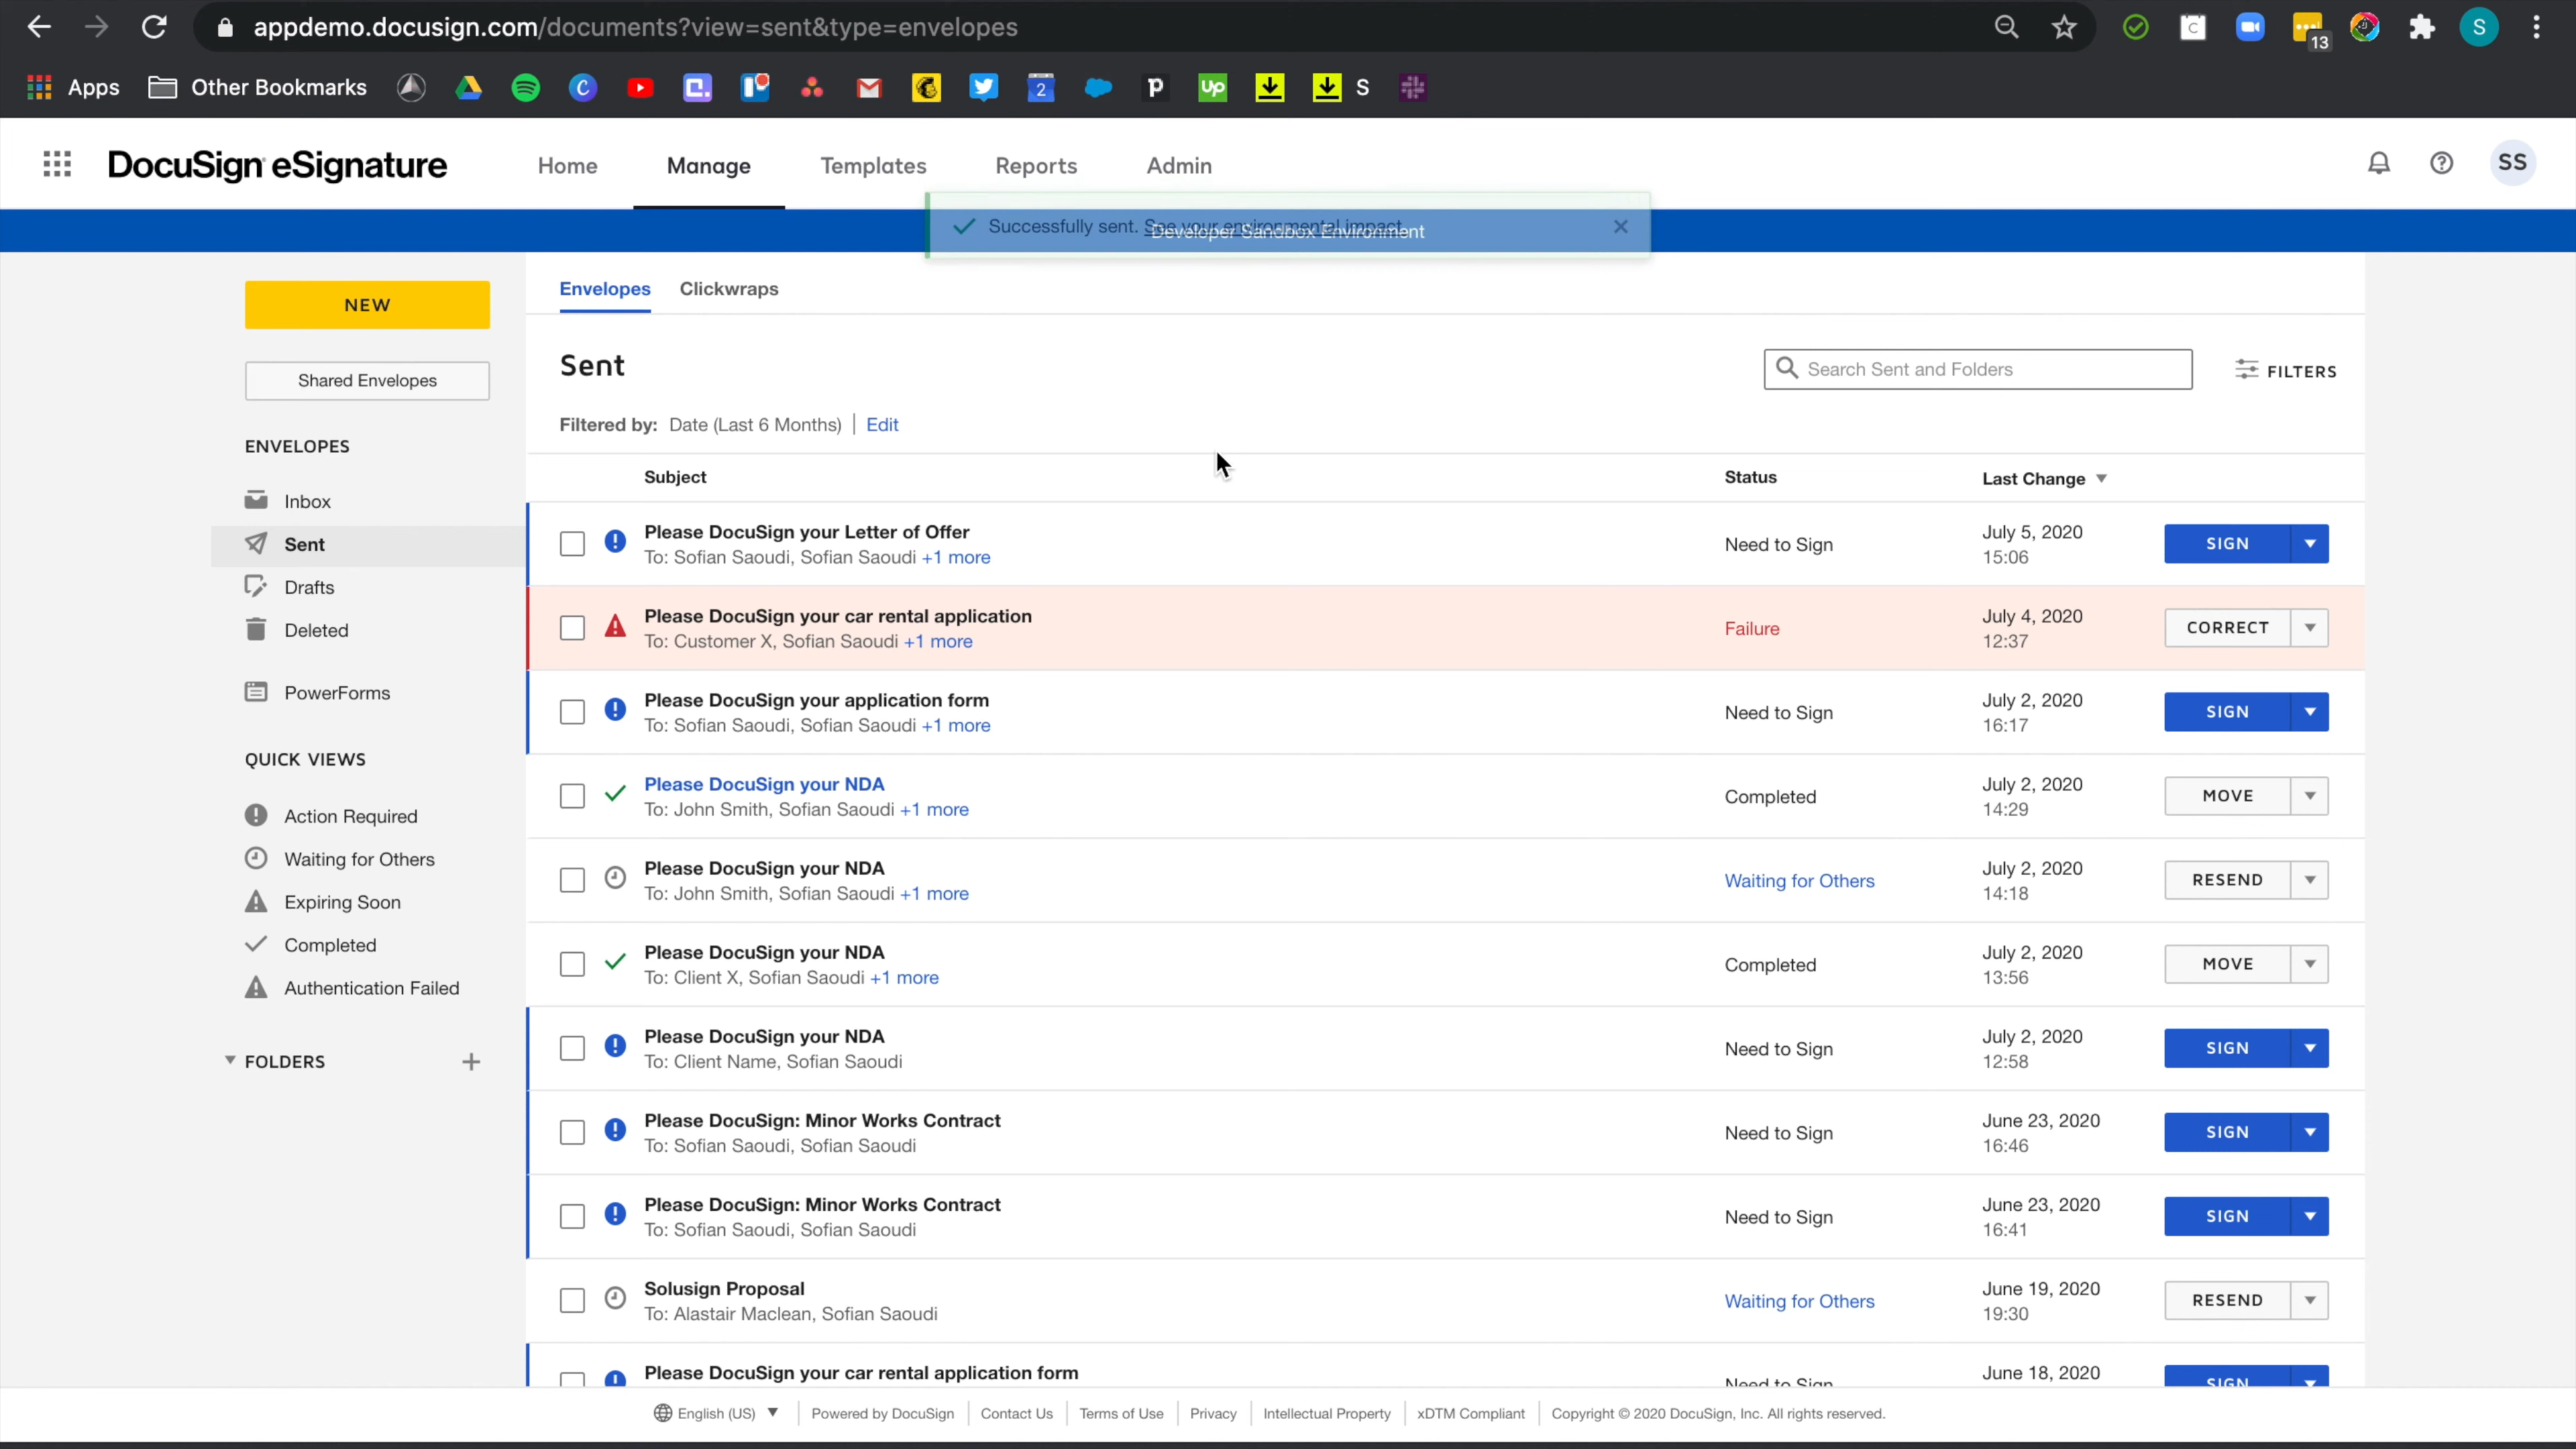 appdemo.docusign.com/documents?view=sent&type=envelopes
13
S
Apps
Other Bookmarks
2
S
DocuSign eSignature
Home
Manage
Templates
Reports
Admin
SS
Successfully sent. See your environmental impact.
Developer Sandbox Environment
NEW
Shared Envelopes
ENVELOPES
Inbox
Sent
Drafts
Deleted
PowerForms
QUICK VIEWS
Action Required
Waiting for Others
Expiring Soon
Completed
Authentication Failed
FOLDERS
Envelopes
Clickwraps
Sent
Search Sent and Folders
FILTERS
Filtered by: Date (Last 6 Months) | Edit
Subject
Status
Last Change
Please DocuSign your Letter of Offer
To: Sofian Saoudi, Sofian Saoudi +1 more
Need to Sign
July 5, 2020
15:06
SIGN
Please DocuSign your car rental application
To: Customer X, Sofian Saoudi +1 more
Failure
July 4, 2020
12:37
CORRECT
Please DocuSign your application form
To: Sofian Saoudi, Sofian Saoudi +1 more
Need to Sign
July 2, 2020
16:17
SIGN
Please DocuSign your NDA
To: John Smith, Sofian Saoudi +1 more
Completed
July 2, 2020
14:29
MOVE
Please DocuSign your NDA
To: John Smith, Sofian Saoudi +1 more
Waiting for Others
July 2, 2020
14:18
RESEND
Please DocuSign your NDA
To: Client X, Sofian Saoudi +1 more
Completed
July 2, 2020
13:56
MOVE
Please DocuSign your NDA
To: Client Name, Sofian Saoudi
Need to Sign
July 2, 2020
12:58
SIGN
Please DocuSign: Minor Works Contract
To: Sofian Saoudi, Sofian Saoudi
Need to Sign
June 23, 2020
16:46
SIGN
Please DocuSign: Minor Works Contract
To: Sofian Saoudi, Sofian Saoudi
Need to Sign
June 23, 2020
16:41
SIGN
Solusign Proposal
To: Alastair Maclean, Sofian Saoudi
Waiting for Others
June 19, 2020
19:30
RESEND
Please DocuSign your car rental application form
Need to Sign
June 18, 2020
SIGN
English (US)
Powered by DocuSign
Contact Us
Terms of Use
Privacy
Intellectual Property
xDTM Compliant
Copyright © 2020 DocuSign, Inc. All rights reserved.